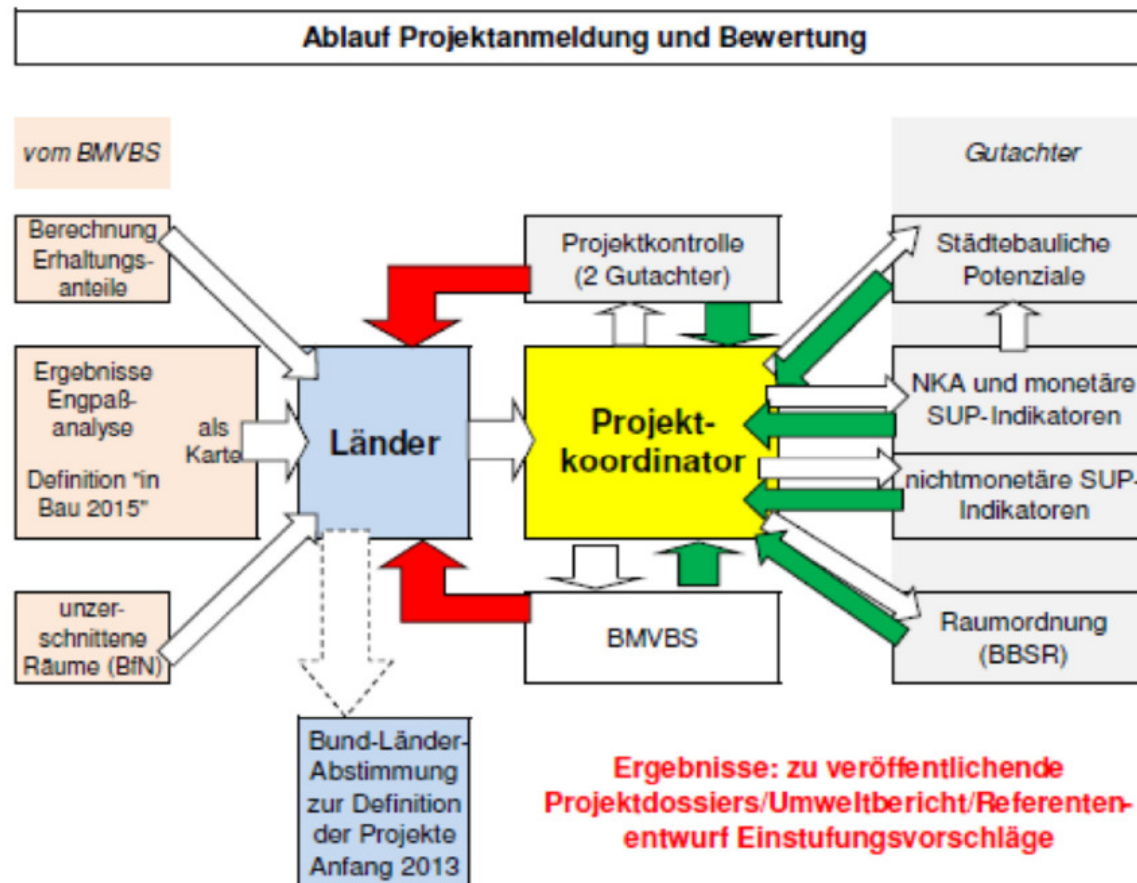 Ablauf Projektanmeldung und Bewertung
vom BMVBS
Gutachter
Berechnung
Erhaltungs-
anteile
Projektkontrolle
(2 Gutachter)
Städtebauliche
Potenziale
Ergebnisse
Engpaß-
analyse
Definition "in
Bau 2015"
als
Karte
Länder
Projekt-
koordinator
NKA und monetäre
SUP-Indikatoren
nichtmonetäre SUP-
Indikatoren
unzer-
schnittene
Räume (BfN)
BMVBS
Raumordnung
(BBSR)
Bund-Länder-
Abstimmung
zur Definition
der Projekte
Anfang 2013
Ergebnisse: zu veröffentlichende
Projektdossiers/Umweltbericht/Referenten-
entwurf Einstufungsvorschläge